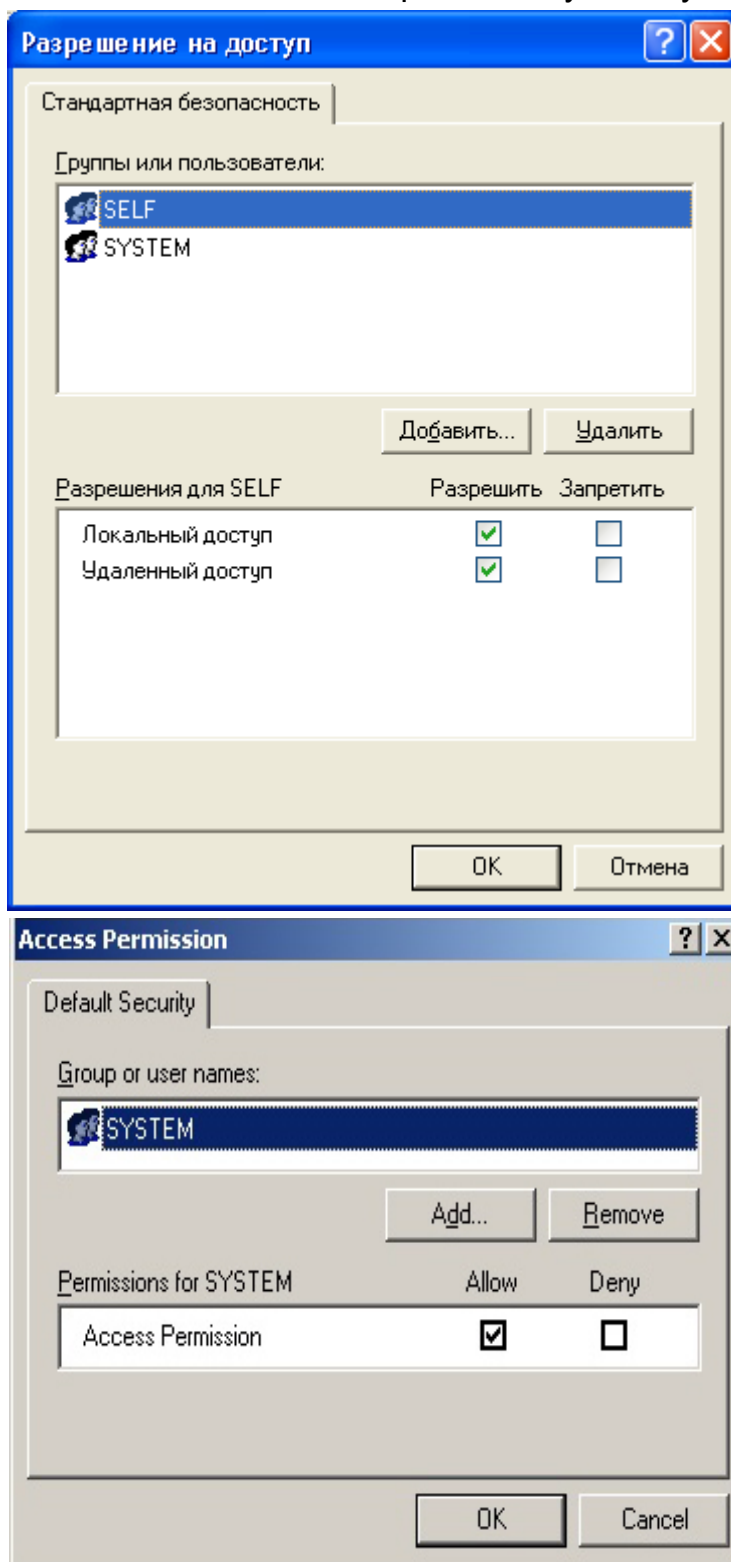 Разрешение на доступ
Стандартная безопасность
Группы или пользователи:
SELF
SYSTEM
Добавить... Удалить
Разрешения для SELF Разрешить Запретить
Локальный доступ
Удаленный доступ
OK Отмена
Access Permission
Default Security
Group or user names:
SYSTEM
Add... Remove
Permissions for SYSTEM Allow Deny
Access Permission
OK Cancel